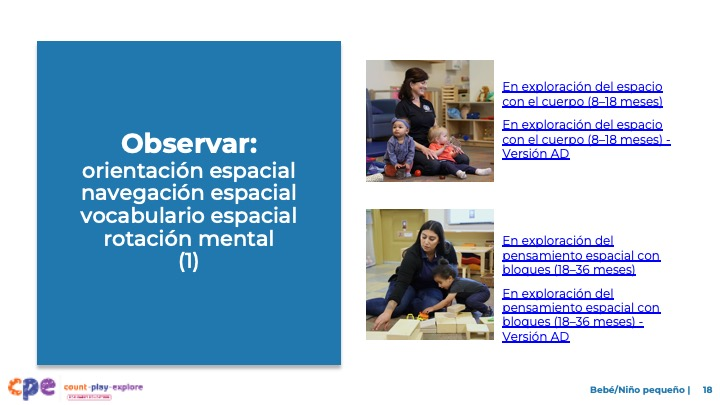 Observar:
orientación espacial
navegación espacial
vocabulario espacial
rotación mental
(1)
En exploración del espacio
con el cuerpo (8–18 meses)
En exploración del espacio
con el cuerpo (8–18 meses) -
Versión AD
En exploración del
pensamiento espacial con
bloques (18–36 meses)
En exploración del
pensamiento espacial con
bloques (18–36 meses) -
Versión AD
cpe
count·play·explore
Bebé/Niño pequeño | 18